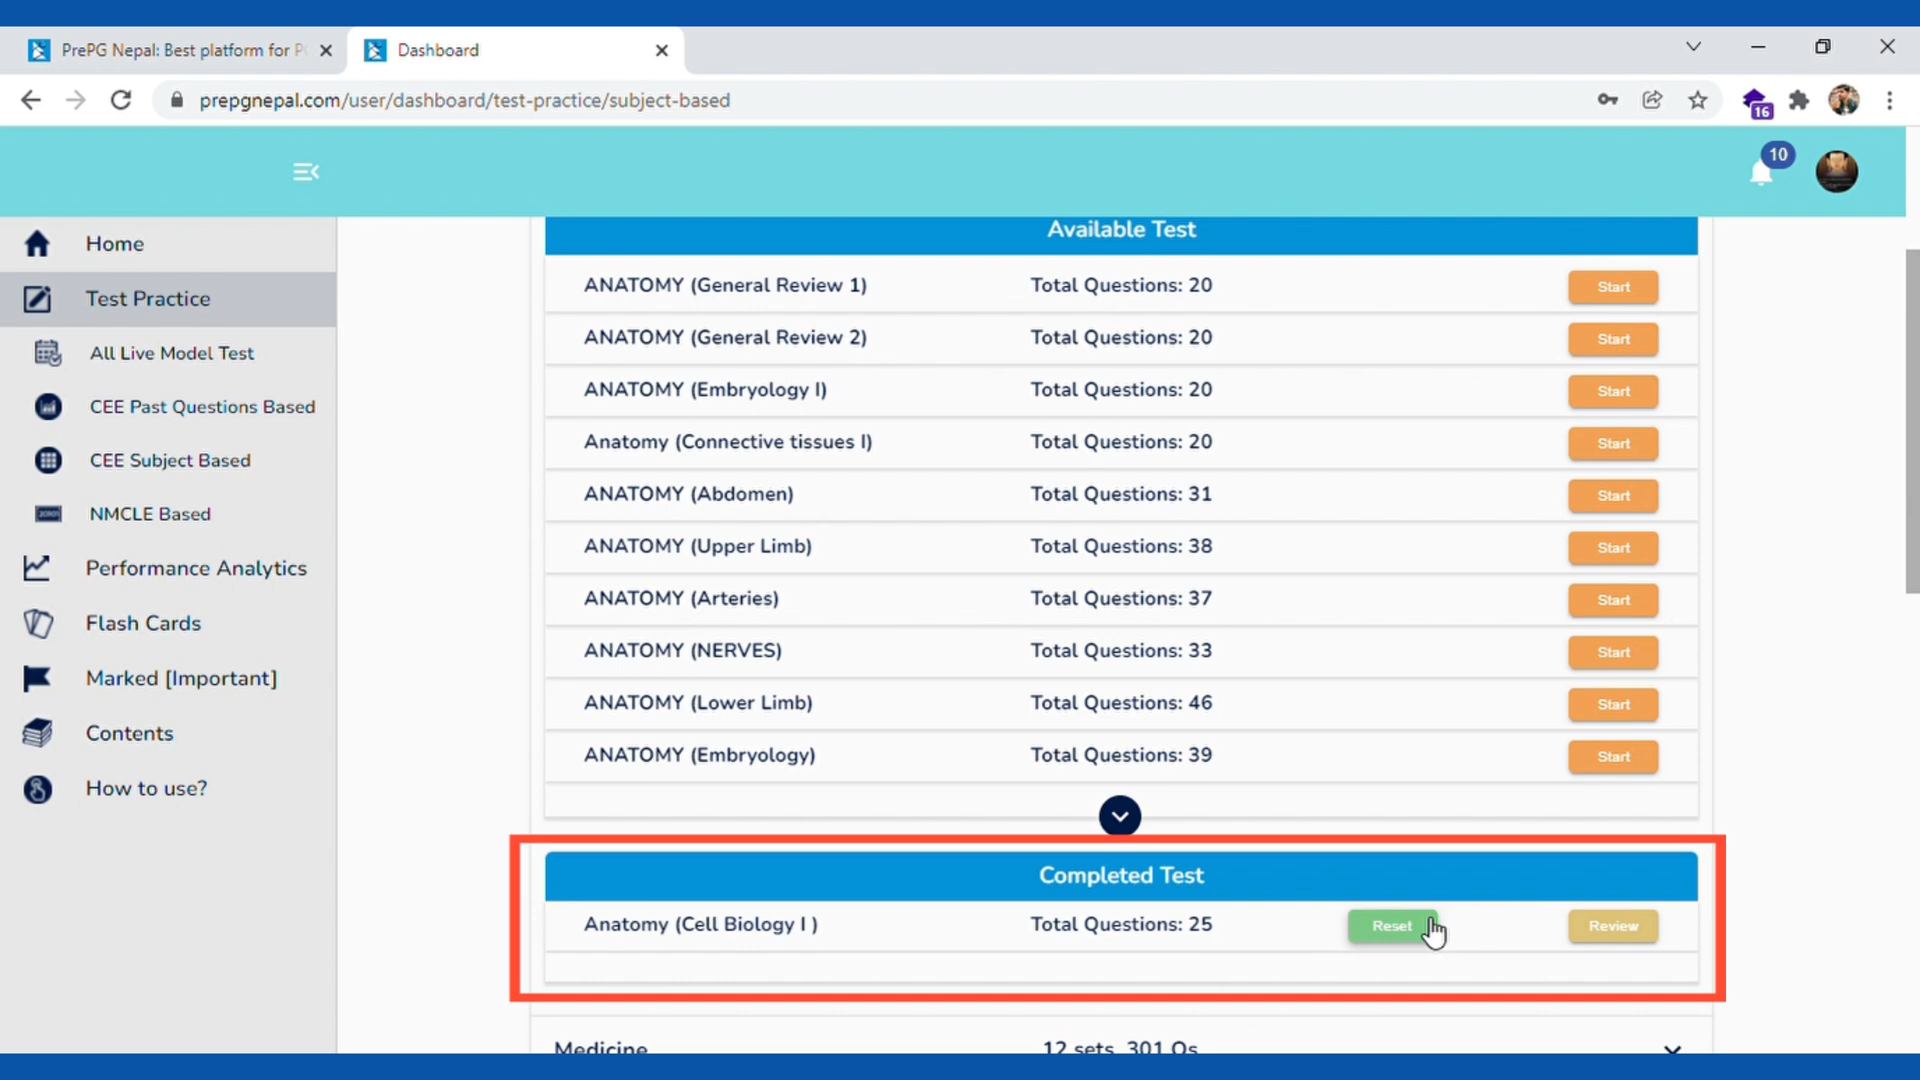 PrePG Nepal: Best platform for P
Dashboard
prepgnepal.com/user/dashboard/test-practice/subject-based
16
10
Home
Test Practice
All Live Model Test
CEE Past Questions Based
CEE Subject Based
NMCLE Based
Performance Analytics
Flash Cards
Marked [Important]
Contents
How to use?
Available Test
ANATOMY (General Review 1) Total Questions: 20 Start
ANATOMY (General Review 2) Total Questions: 20 Start
ANATOMY (Embryology I) Total Questions: 20 Start
Anatomy (Connective tissues I) Total Questions: 20 Start
ANATOMY (Abdomen) Total Questions: 31 Start
ANATOMY (Upper Limb) Total Questions: 38 Start
ANATOMY (Arteries) Total Questions: 37 Start
ANATOMY (NERVES) Total Questions: 33 Start
ANATOMY (Lower Limb) Total Questions: 46 Start
ANATOMY (Embryology) Total Questions: 39 Start
Completed Test
Anatomy (Cell Biology I ) Total Questions: 25 Reset Review
Medicine 12 sets, 301 Qs